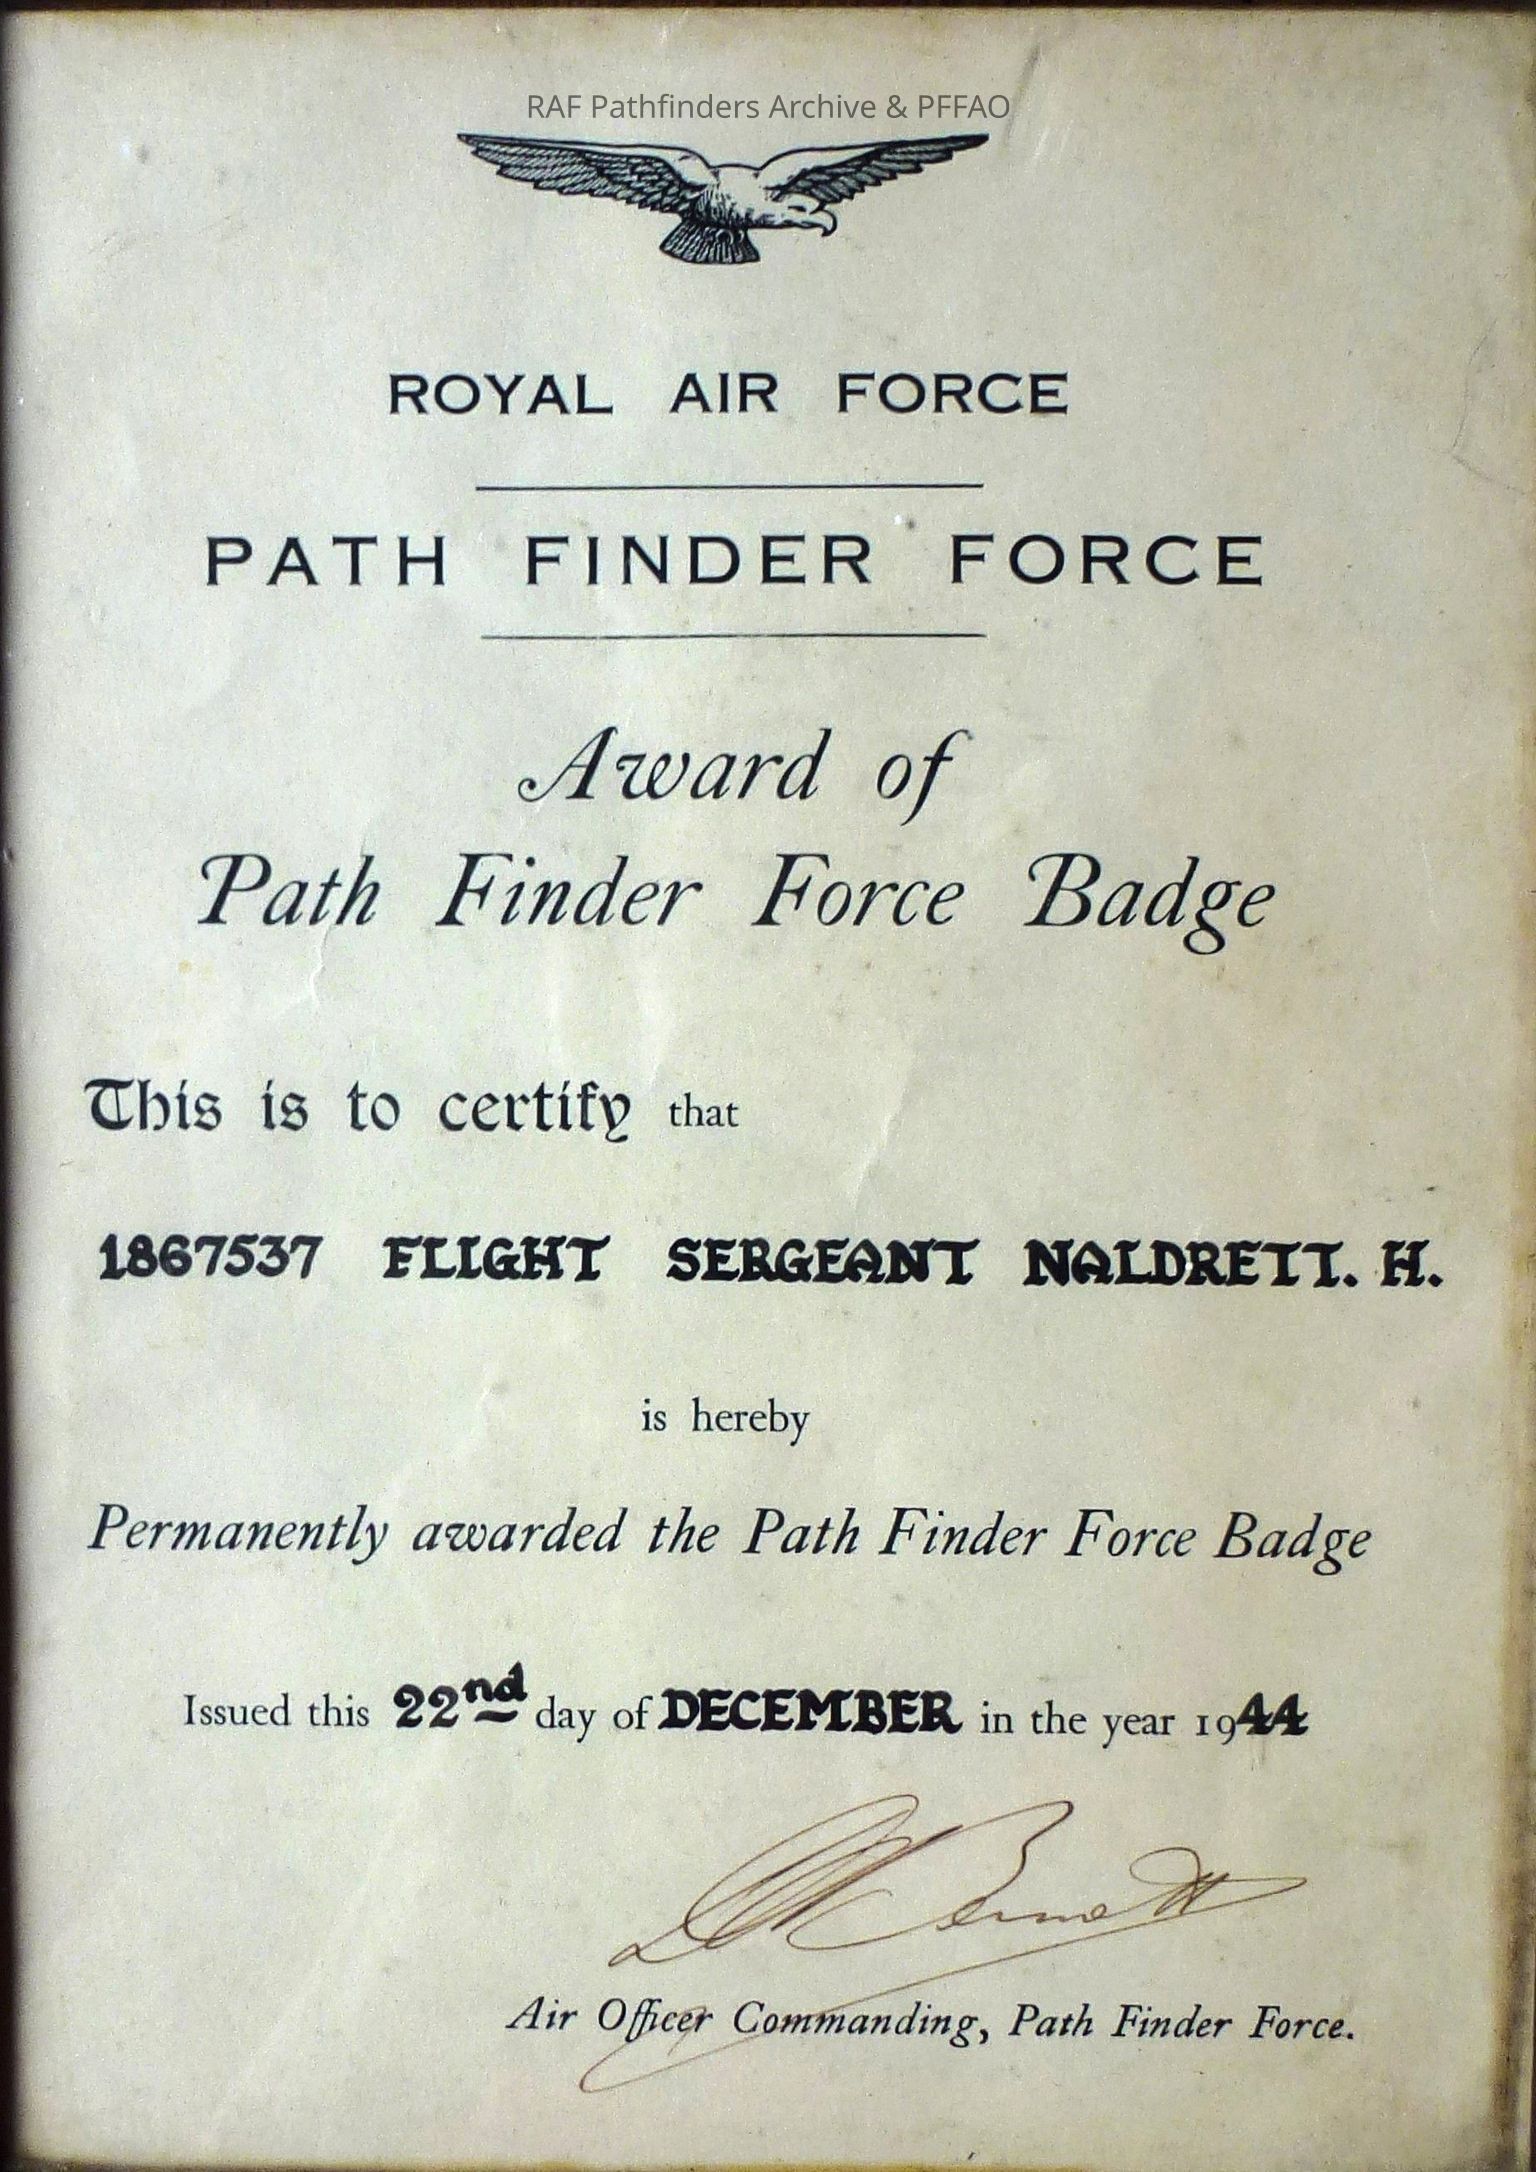 RAF Pathfinders Archive & PFFAO
ROYAL AIR FORCE
PATH FINDER FORCE
Award of
Path Finder Force Badge
This is to certify that
1867537 FLIGHT SERGEANT NALDRETT. H.
is hereby
Permanently awarded the Path Finder Force Badge
Issued this 22nd day of DECEMBER in the year 1944
Bennett
Air Officer Commanding, Path Finder Force.